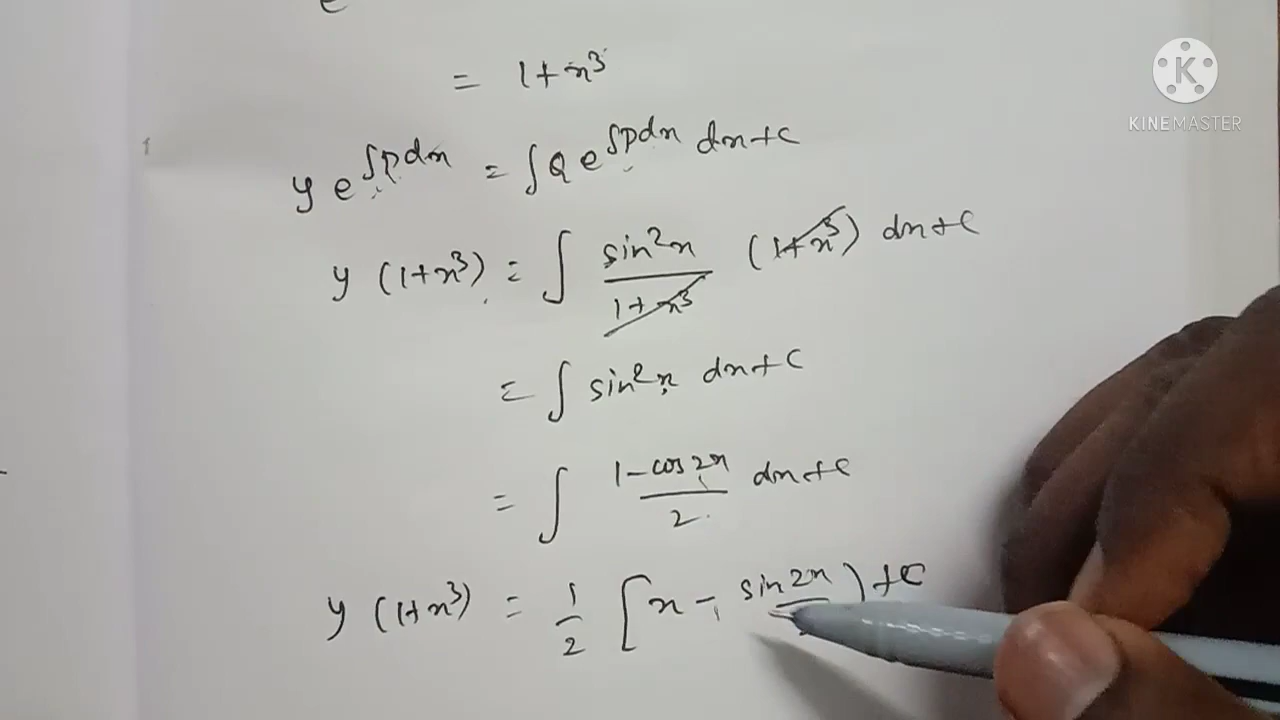 e
= 1+x³
y e^∫pdx = ∫Q e^∫pdx dx+c
y (1+x³) = ∫ sin²x / 1+x³ (1+x³) dx+c
= ∫ sin²x dx+c
= ∫ 1-cos2x / 2 dx+c
y (1+x³) = 1/2 [x - sin2x ) +c
K
KINEMASTER